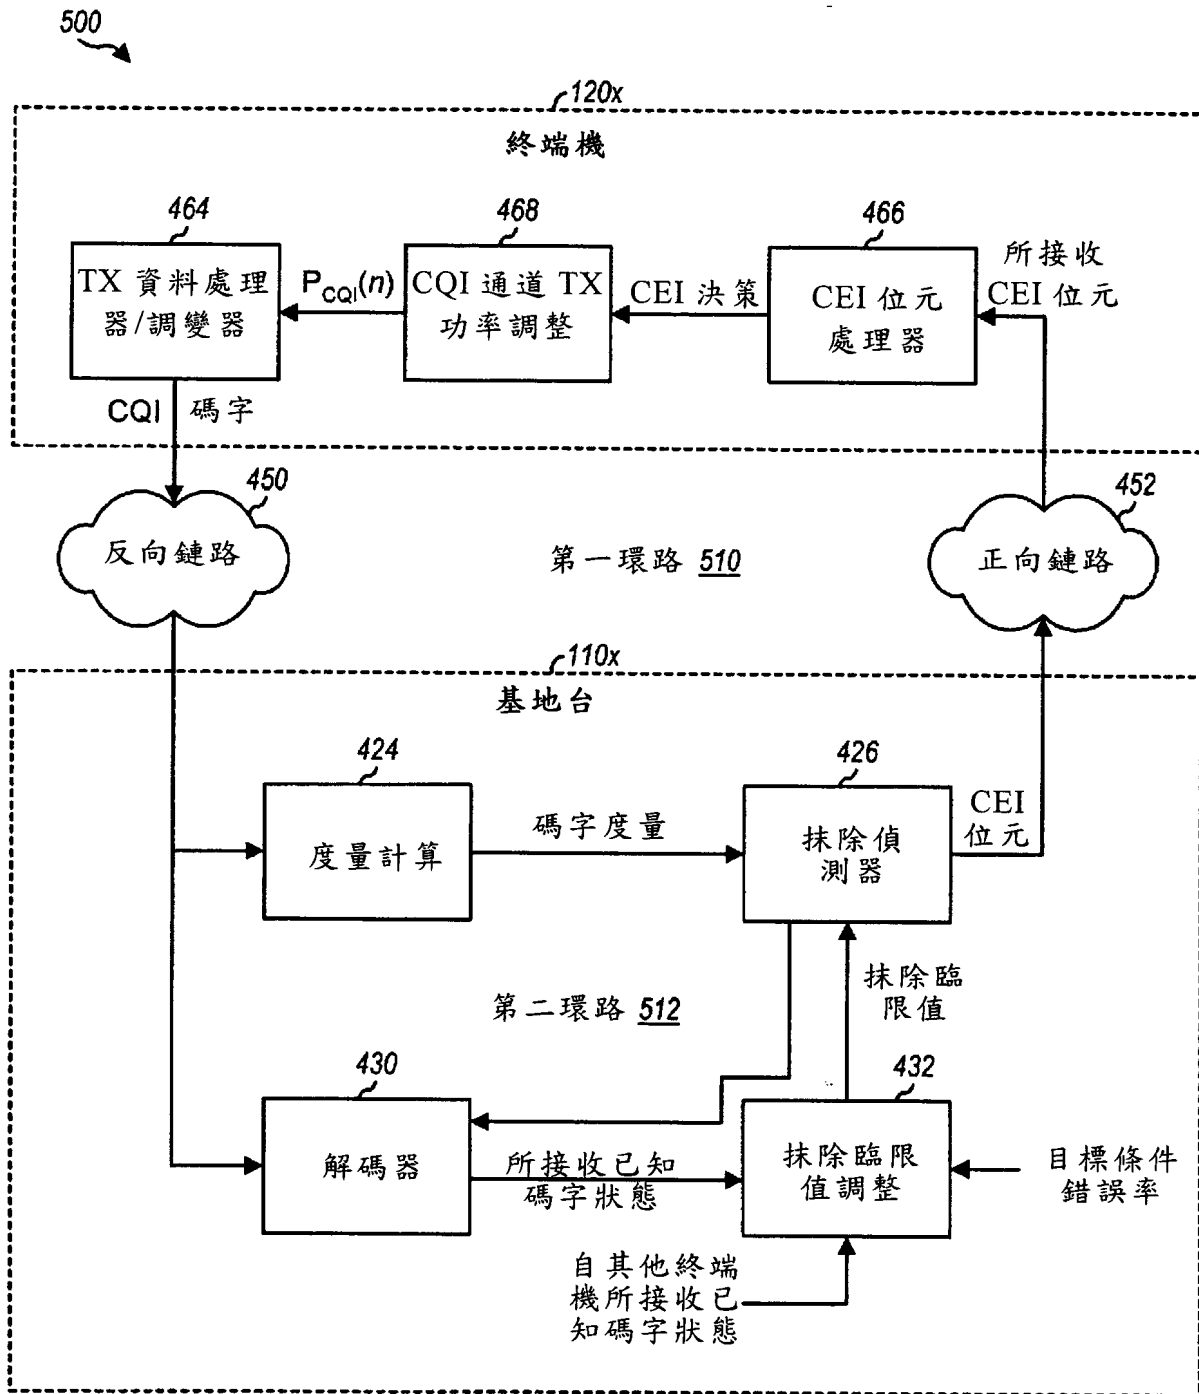 500
120x
終端機
464
468
466
TX 資料處理
器/調變器
P_CQI(n)
CQI 通道 TX
功率調整
CEI 決策
CEI 位元
處理器
所接收
CEI 位元
CQI 碼字
450
反向鏈路
第一環路 510
452
正向鏈路
110x
基地台
424
度量計算
碼字度量
426
抹除偵
測器
CEI
位元
第二環路 512
抹除臨
限值
430
解碼器
所接收已知
碼字狀態
432
抹除臨限
值調整
目標條件
錯誤率
自其他終端
機所接收已
知碼字狀態